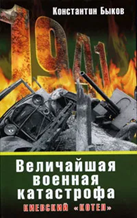 Константин Быков
1941
Величайшая
военная
катастрофа
КИЕВСКИЙ «КОТЕЛ»